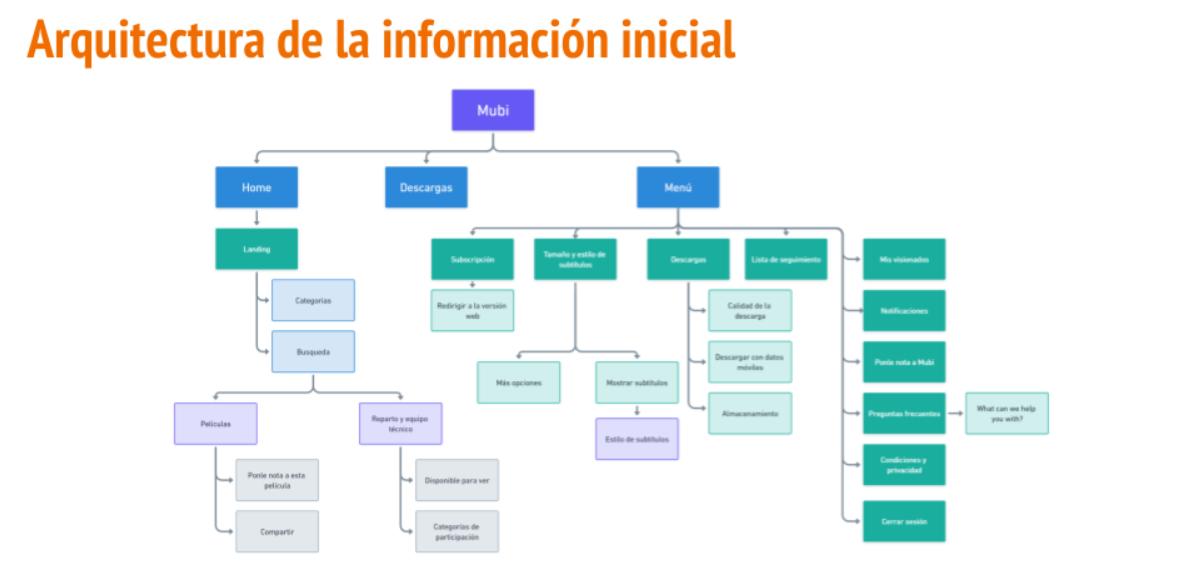 Arquitectura de la información inicial
Mubi
Home
Descargas
Menú
Landing
Subscripción
Tamaño y estilo de
subtítulos
Descargas
Lista de seguimiento
Mis visionados
Categorías
Redirigir a la versión
web
Calidad de la
descarga
Notificaciones
Busqueda
Descargar con datos
móviles
Ponle nota a Mubi
Más opciones
Mostrar subtítulos
Almacenamiento
Preguntas frecuentes
What can we help
you with?
Películas
Reparto y equipo
técnico
Estilo de subtítulos
Condiciones y
privacidad
Ponle nota a esta
película
Disponible para ver
Cerrar sesión
Compartir
Categorías de
participación